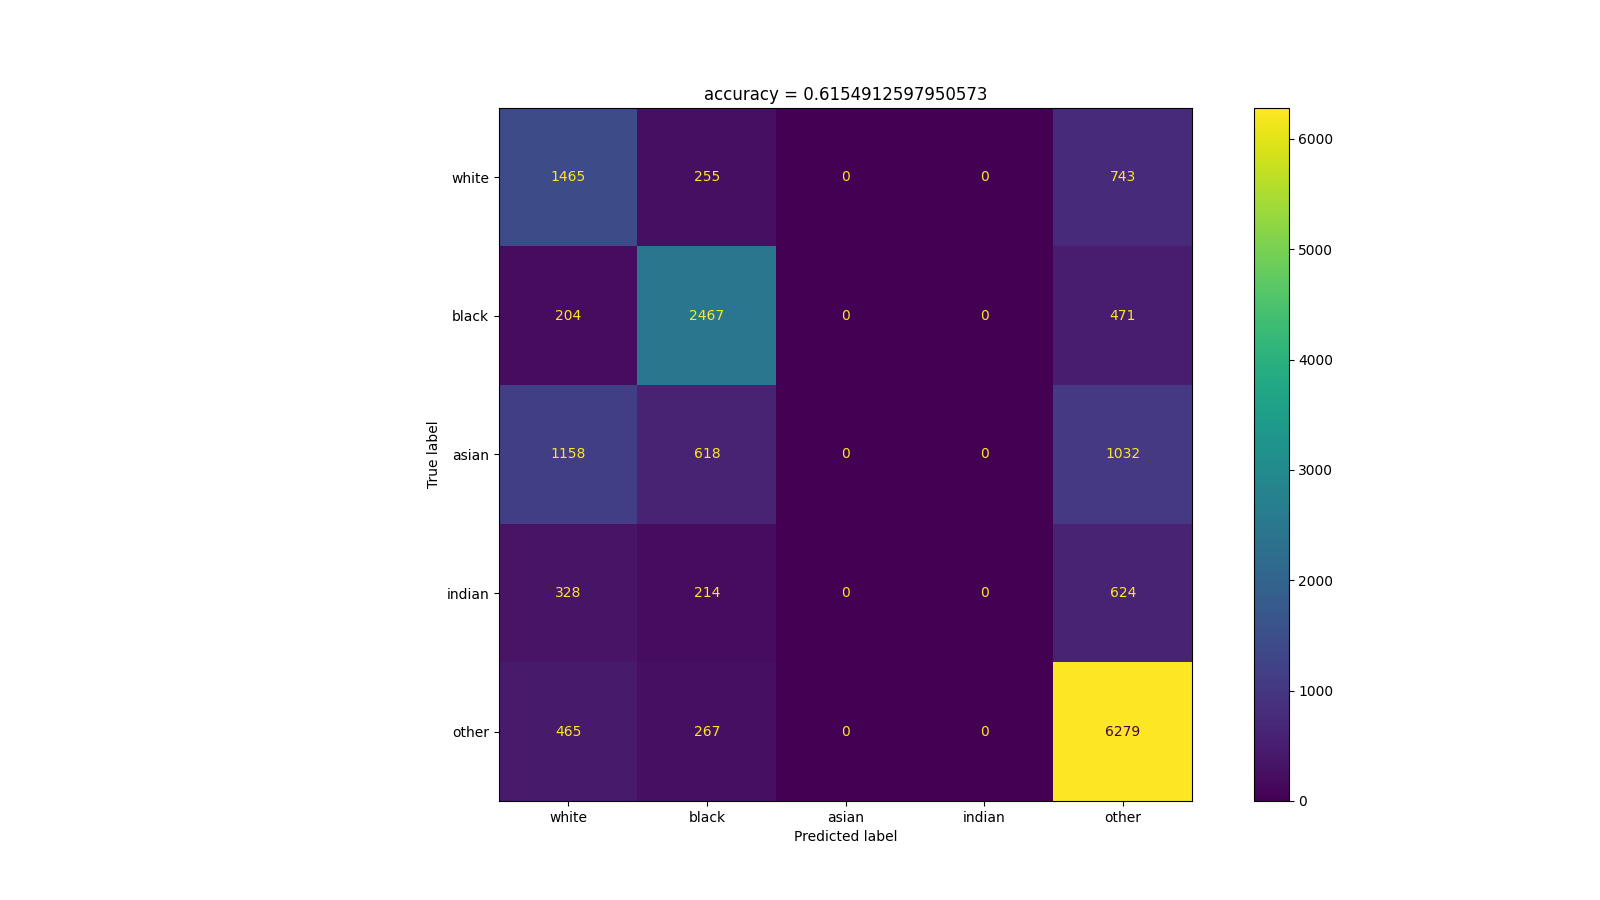 accuracy = 0.6154912597950573
white 1465 255 0 0 743
black 204 2467 0 0 471
asian 1158 618 0 0 1032
indian 328 214 0 0 624
other 465 267 0 0 6279
white black asian indian other
Predicted label
True label
6000
5000
4000
3000
2000
1000
0